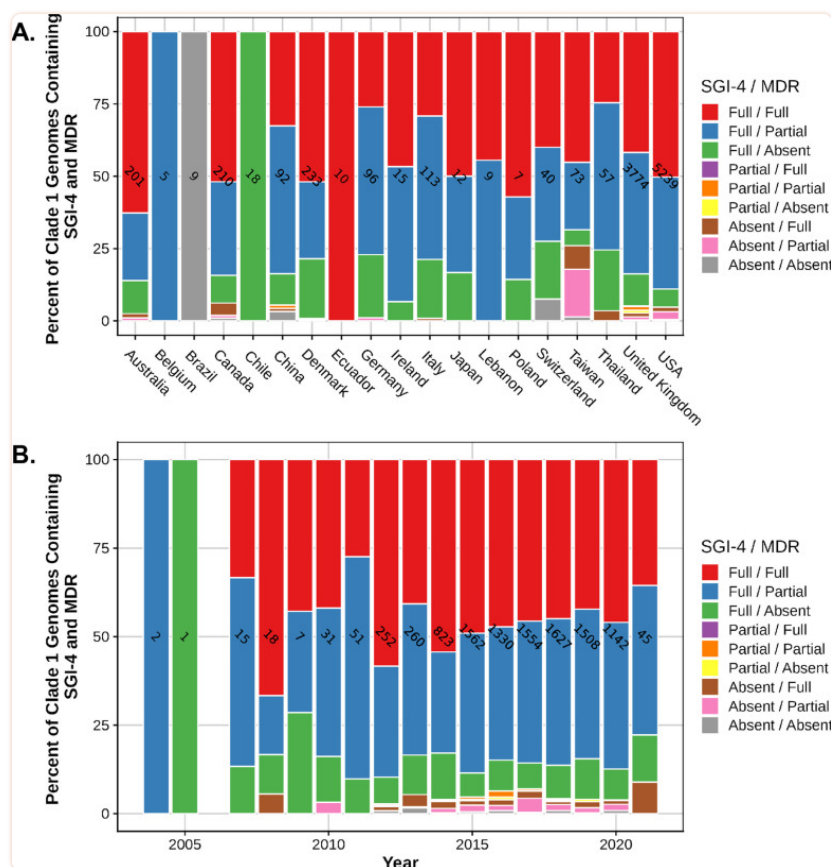 A.
Percent of Clade 1 Genomes Containing
SGI-4 and MDR
100
75
50
25
0
201
5
9
210
18
92
233
10
96
15
113
12
9
7
40
73
57
3774
5239
Australia
Belgium
Brazil
Canada
Chile
China
Denmark
Ecuador
Germany
Ireland
Italy
Japan
Lebanon
Poland
Switzerland
Taiwan
Thailand
United Kingdom
USA
SGI-4 / MDR
Full / Full
Full / Partial
Full / Absent
Partial / Full
Partial / Partial
Partial / Absent
Absent / Full
Absent / Partial
Absent / Absent
B.
Percent of Clade 1 Genomes Containing
SGI-4 and MDR
100
75
50
25
0
2
1
15
18
7
31
51
252
260
823
1562
1330
1554
1627
1508
1142
45
2005
2010
2015
2020
Year
SGI-4 / MDR
Full / Full
Full / Partial
Full / Absent
Partial / Full
Partial / Partial
Partial / Absent
Absent / Full
Absent / Partial
Absent / Absent